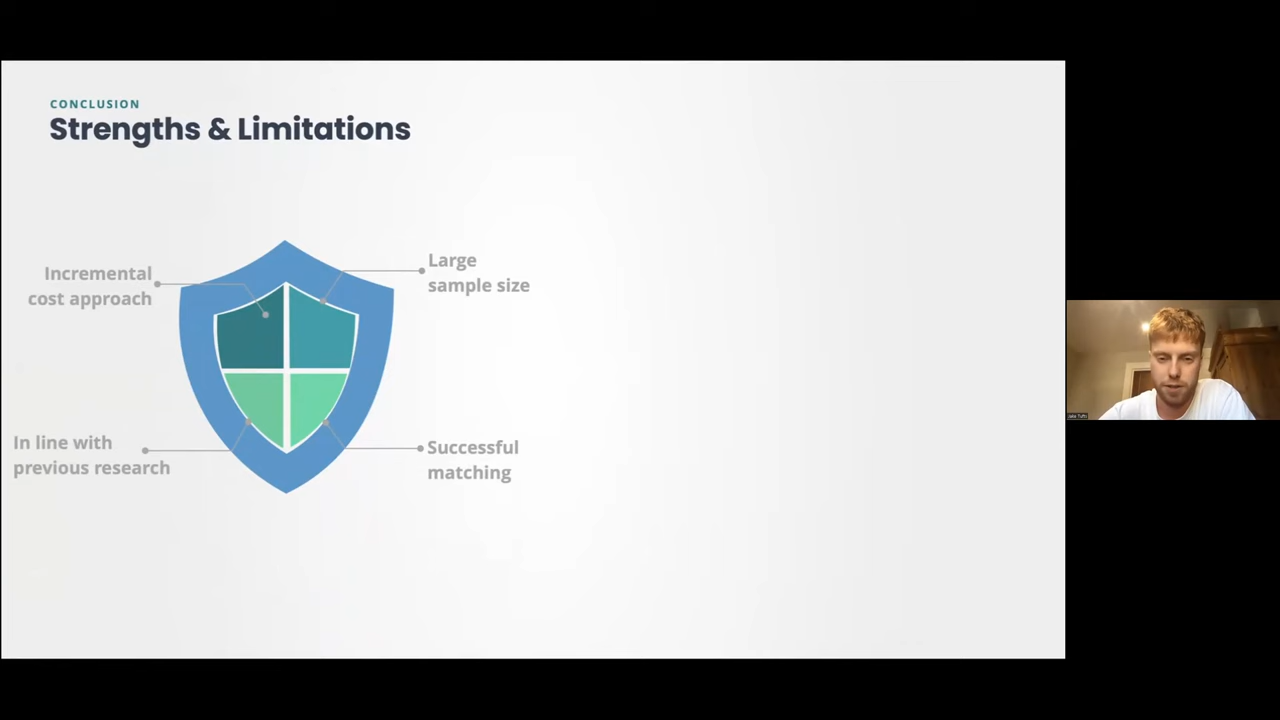 CONCLUSION
Strengths & Limitations
Incremental
cost approach
Large
sample size
In line with
previous research
Successful
matching